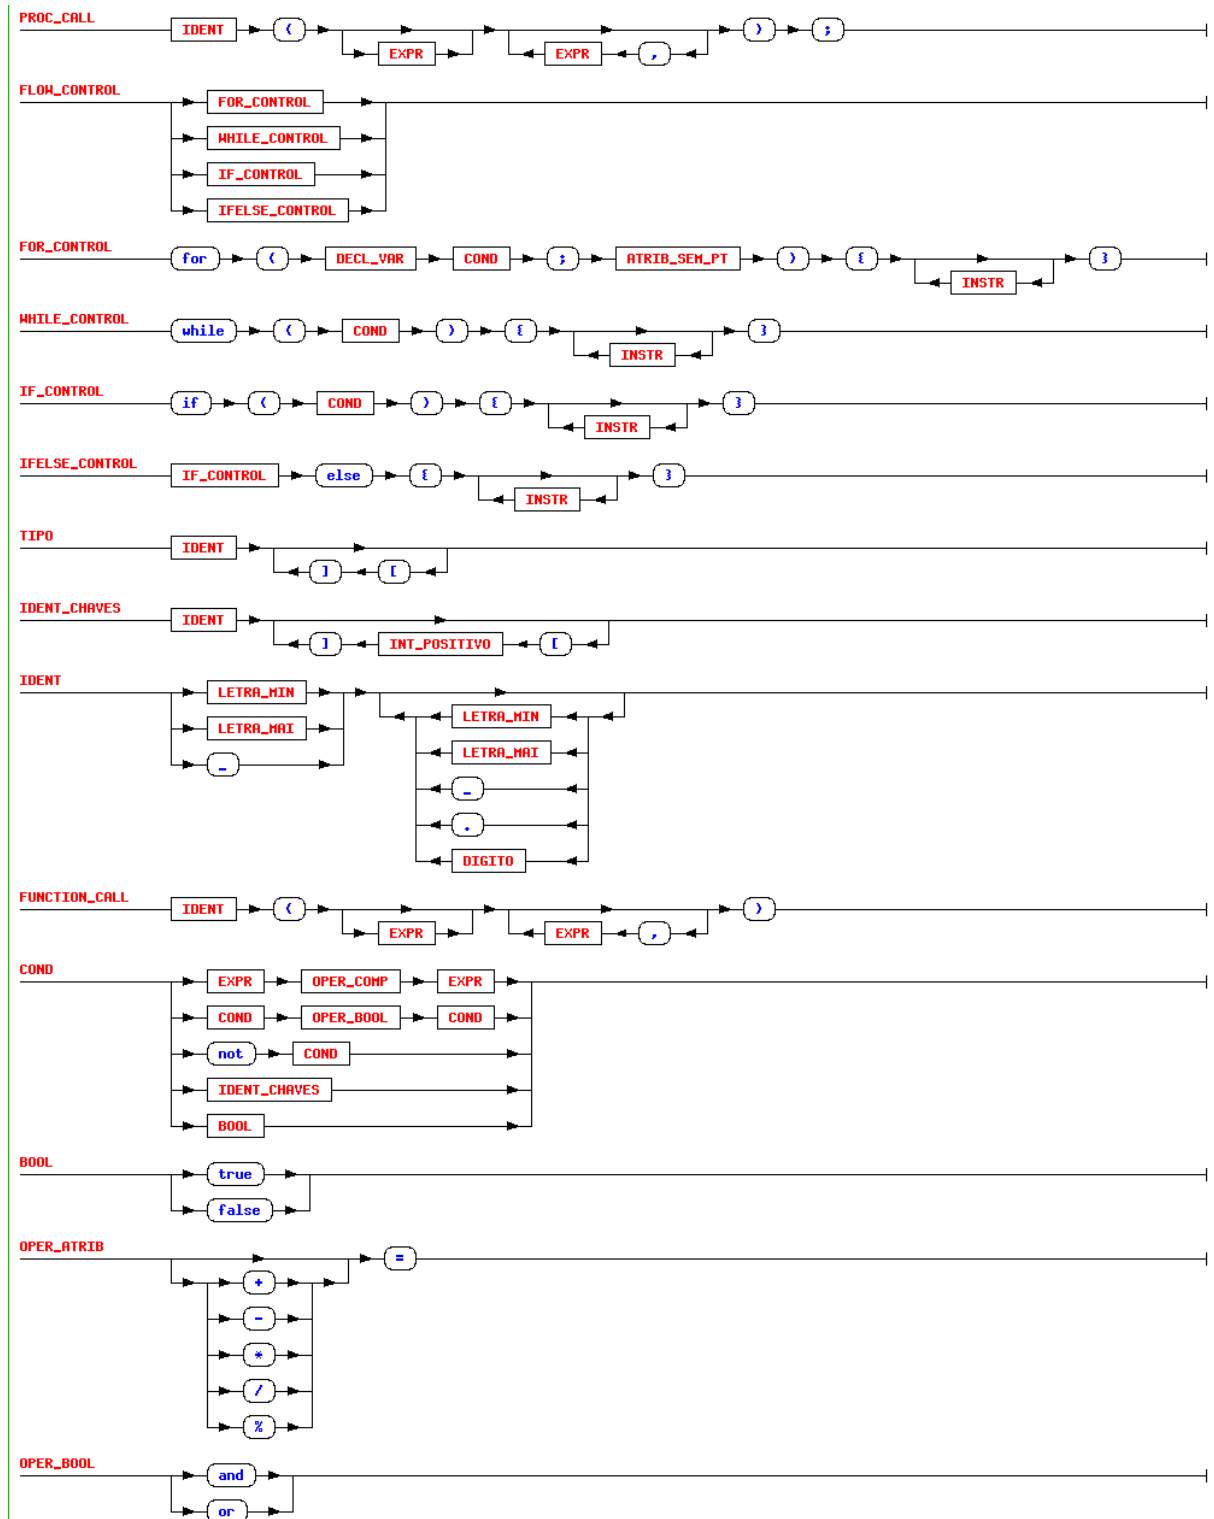 PROC_CALL
IDENT ( ) ;
EXPR EXPR ,
FLOW_CONTROL
FOR_CONTROL
WHILE_CONTROL
IF_CONTROL
IFELSE_CONTROL
FOR_CONTROL
for ( DECL_VAR COND ; ATRIB_SEM_PT ) { }
INSTR
WHILE_CONTROL
while ( COND ) { }
INSTR
IF_CONTROL
if ( COND ) { }
INSTR
IFELSE_CONTROL
IF_CONTROL else { }
INSTR
TIPO
IDENT
] [
IDENT_CHAVES
IDENT
] INT_POSITIVO [
IDENT
LETRA_MIN
LETRA_MIN
LETRA_MAI
LETRA_MAI
_
_
.
DIGITO
FUNCTION_CALL
IDENT ( )
EXPR EXPR ,
COND
EXPR OPER_COMP EXPR
COND OPER_BOOL COND
not COND
IDENT_CHAVES
BOOL
BOOL
true
false
OPER_ATRIB
=
+
-
*
/
%
OPER_BOOL
and
or